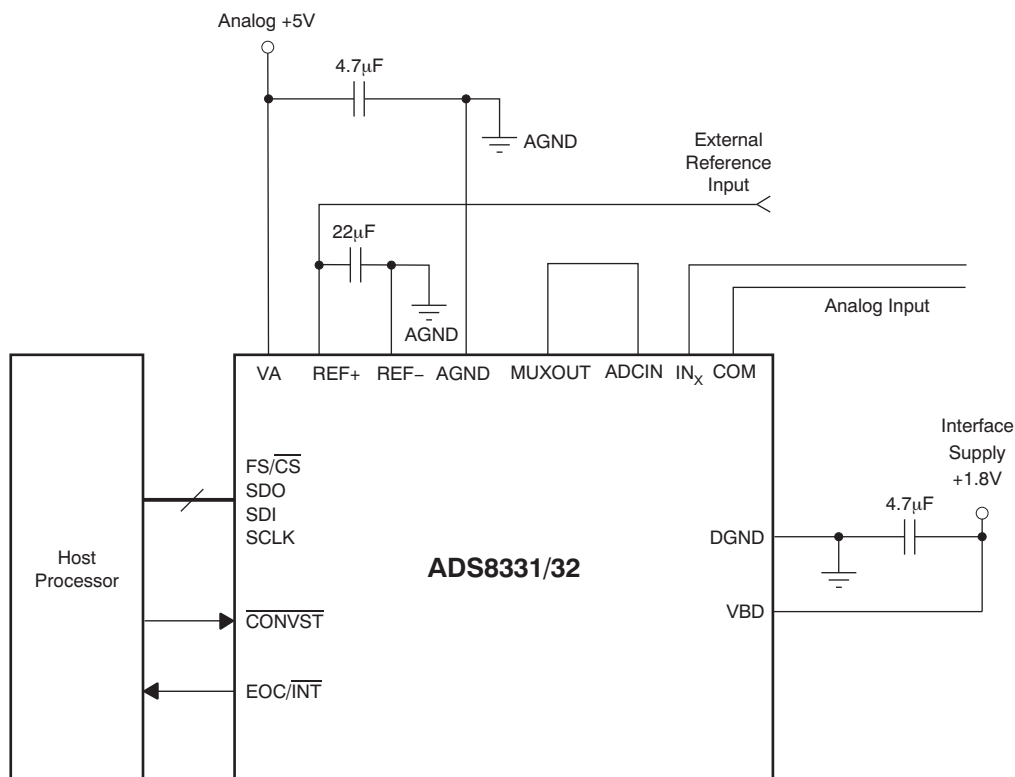 Analog +5V
4.7μF
AGND
External
Reference
Input
22μF
AGND
Analog Input
VA REF+ REF− AGND MUXOUT ADCIN INX COM
Interface
Supply
+1.8V
FS/CS
SDO
SDI
SCLK
4.7μF
DGND
Host
Processor
ADS8331/32
VBD
CONVST
EOC/INT